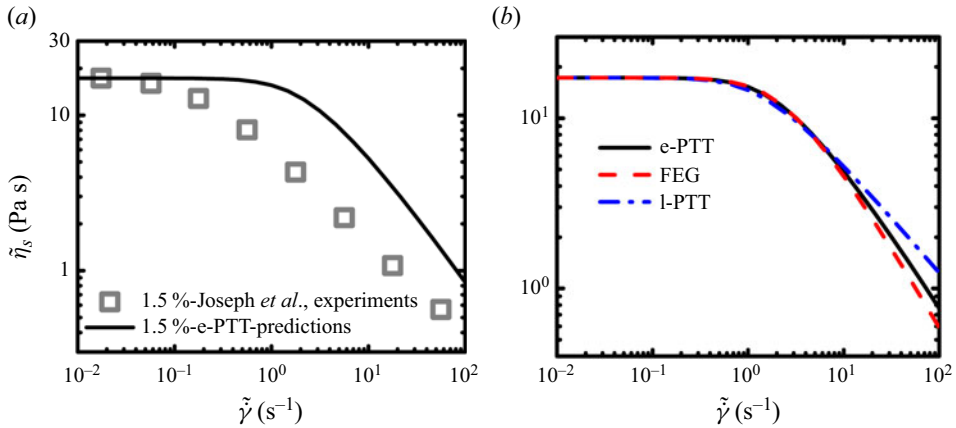 (a)
30
10
1
η̃ₛ (Pa s)
1.5 %-Joseph et al., experiments
1.5 %-e-PTT-predictions
10⁻² 10⁻¹ 10⁰ 10¹ 10²
γ̇̃ (s⁻¹)
(b)
10¹
10⁰
e-PTT
FEG
l-PTT
10⁻² 10⁻¹ 10⁰ 10¹ 10²
γ̇̃ (s⁻¹)